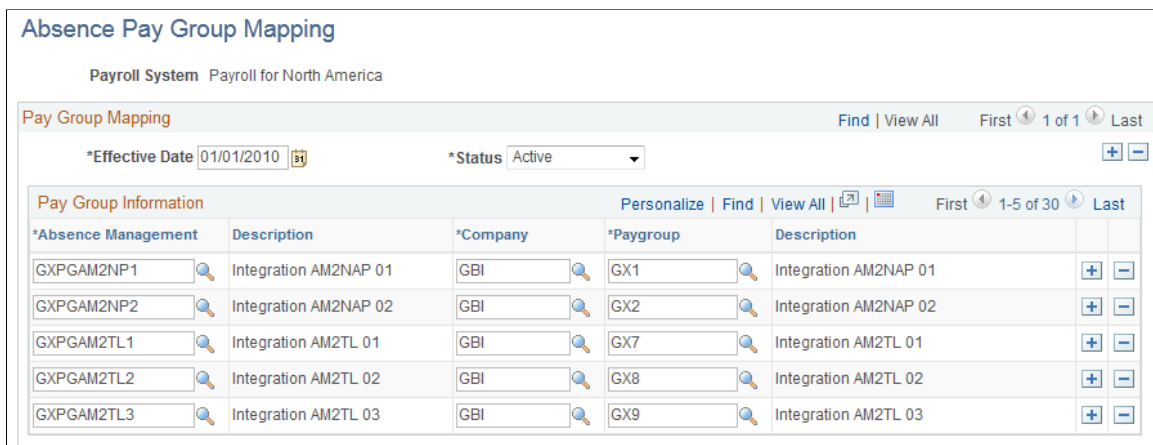 Absence Pay Group Mapping
Payroll System Payroll for North America
Pay Group Mapping Find | View All First 1 of 1 Last
*Effective Date 01/01/2010 31 *Status Active
Pay Group Information Personalize | Find | View All | | First 1-5 of 30 Last
*Absence Management Description *Company *Paygroup Description
GXPGAM2NP1 Integration AM2NAP 01 GBI GX1 Integration AM2NAP 01
GXPGAM2NP2 Integration AM2NAP 02 GBI GX2 Integration AM2NAP 02
GXPGAM2TL1 Integration AM2TL 01 GBI GX7 Integration AM2TL 01
GXPGAM2TL2 Integration AM2TL 02 GBI GX8 Integration AM2TL 02
GXPGAM2TL3 Integration AM2TL 03 GBI GX9 Integration AM2TL 03